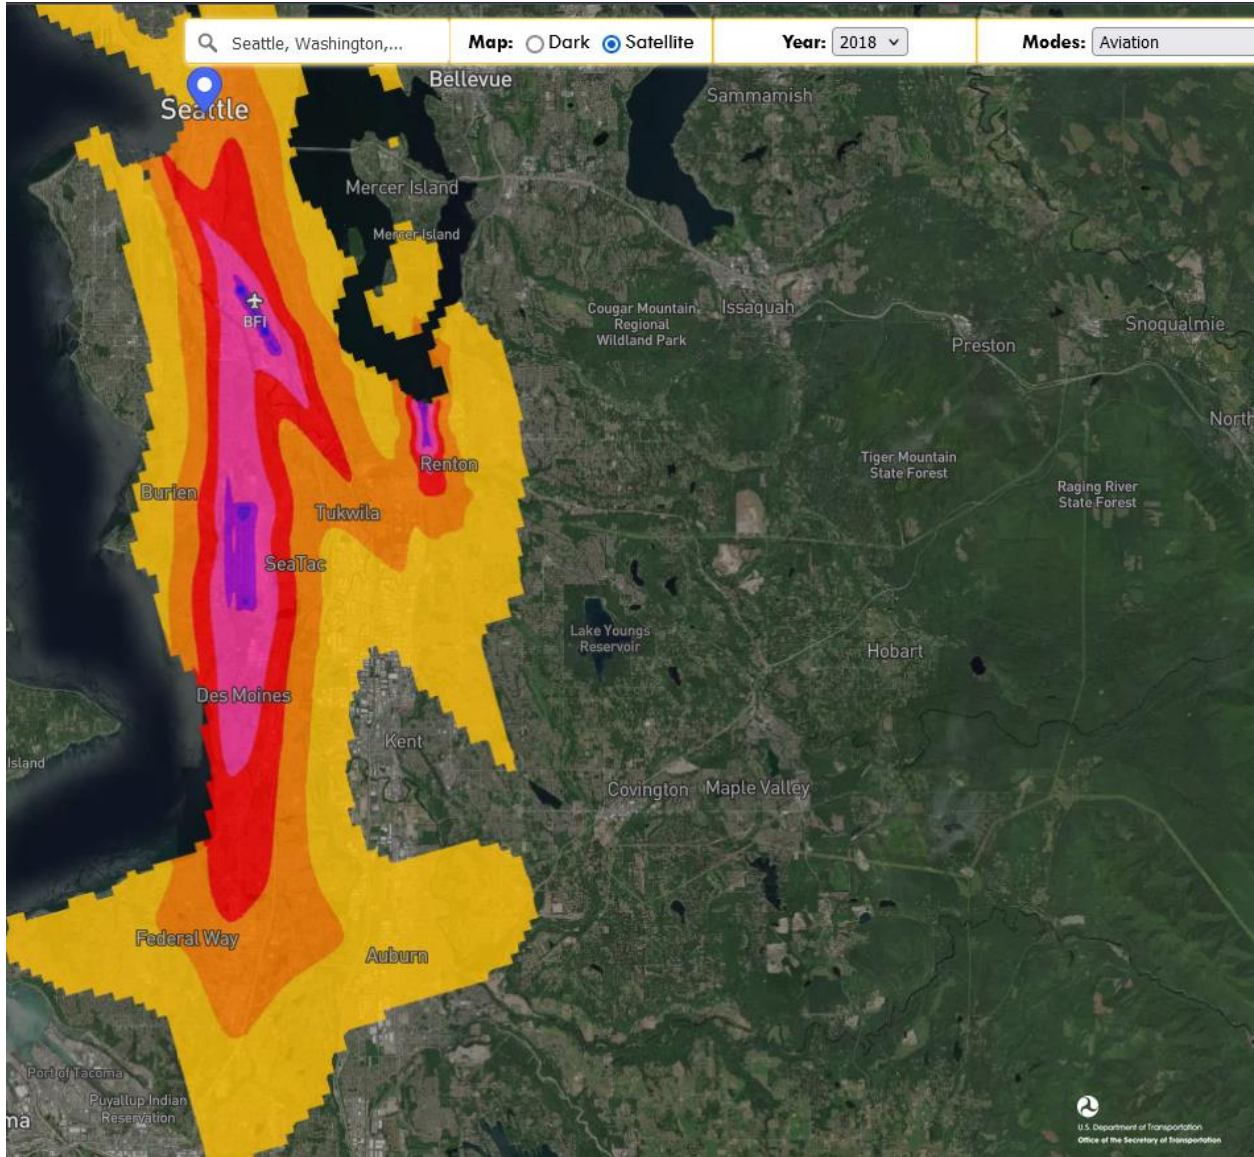 Seattle, Washington,...
Map: Dark Satellite
Year: 2018
Modes: Aviation
Bellevue
Sammamish
Seattle
Mercer Island
Mercer Island
BFI
Cougar Mountain
Regional
Wildland Park
Issaquah
Preston
Snoqualmie
North
Renton
Tiger Mountain
State Forest
Raging River
State Forest
Burien
Tukwila
SeaTac
Lake Youngs
Reservoir
Hobart
Des Moines
Kent
Island
Covington
Maple Valley
Federal Way
Auburn
Port of Tacoma
Puyallup Indian
Reservation
ma
U.S. Department of Transportation
Office of the Secretary of Transportation